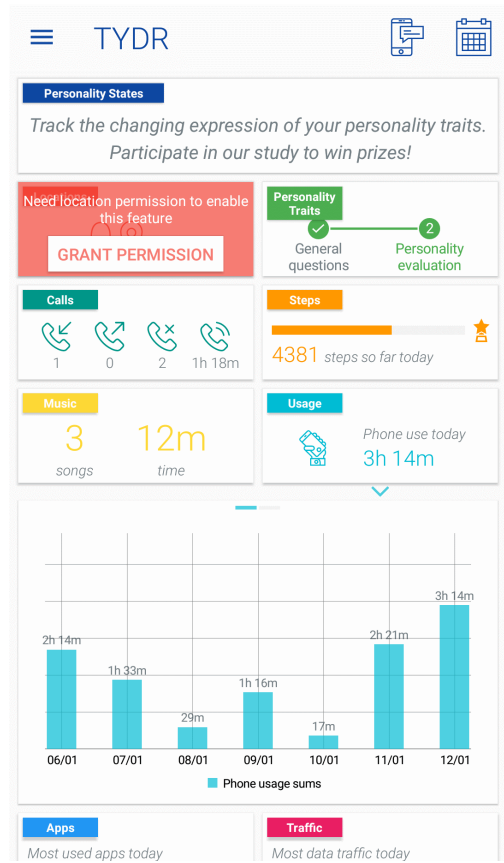 TYDR
Personality States
Track the changing expression of your personality traits.
Participate in our study to win prizes!
Locations
Need location permission to enable
this feature
GRANT PERMISSION
Personality
Traits
2
General
questions
Personality
evaluation
Calls
1
0
2
1h 18m
Steps
4381 steps so far today
Music
3
12m
songs
time
Usage
Phone use today
3h 14m
2h 14m
1h 33m
29m
1h 16m
17m
2h 21m
3h 14m
06/01
07/01
08/01
09/01
10/01
11/01
12/01
Phone usage sums
Apps
Most used apps today
Traffic
Most data traffic today